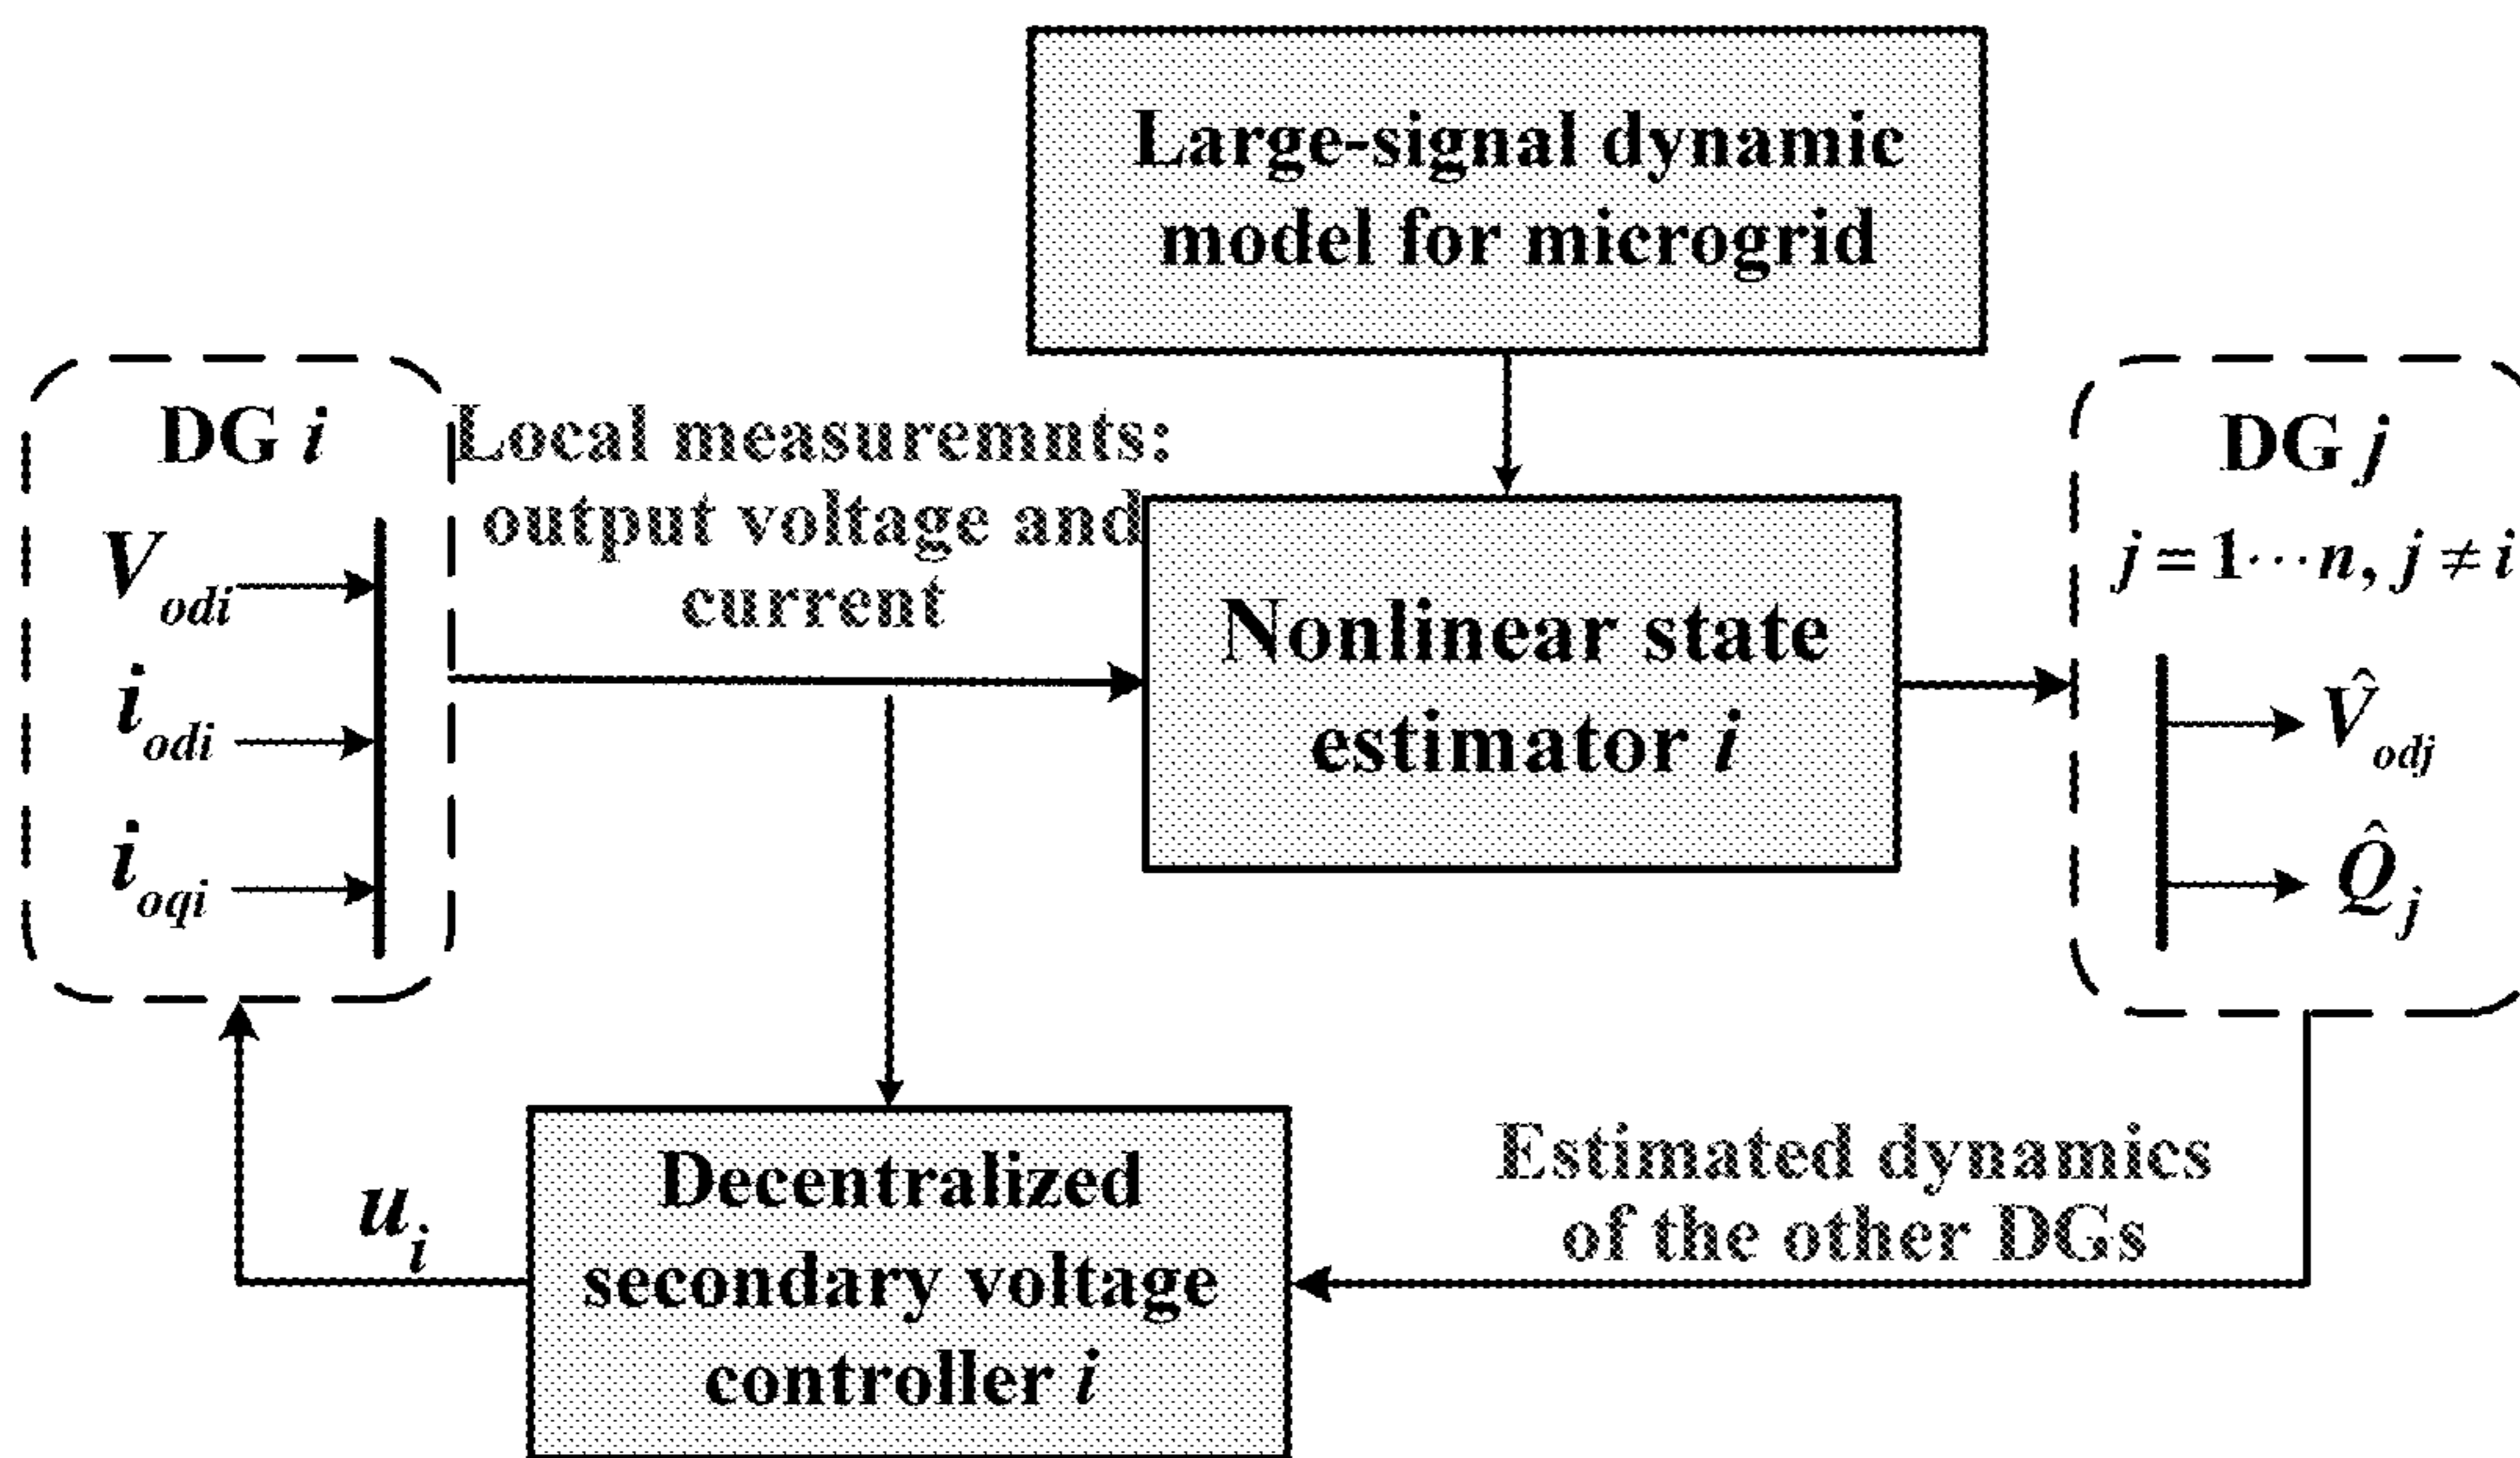 Large-signal dynamic
model for microgrid
DG i
V_odi
i_odi
i_oqi
Local measuremnts:
output voltage and
current
Nonlinear state
estimator i
DG j
j = 1⋯n, j ≠ i
V̂_odj
Q̂_j
Decentralized
secondary voltage
controller i
u_i
Estimated dynamics
of the other DGs